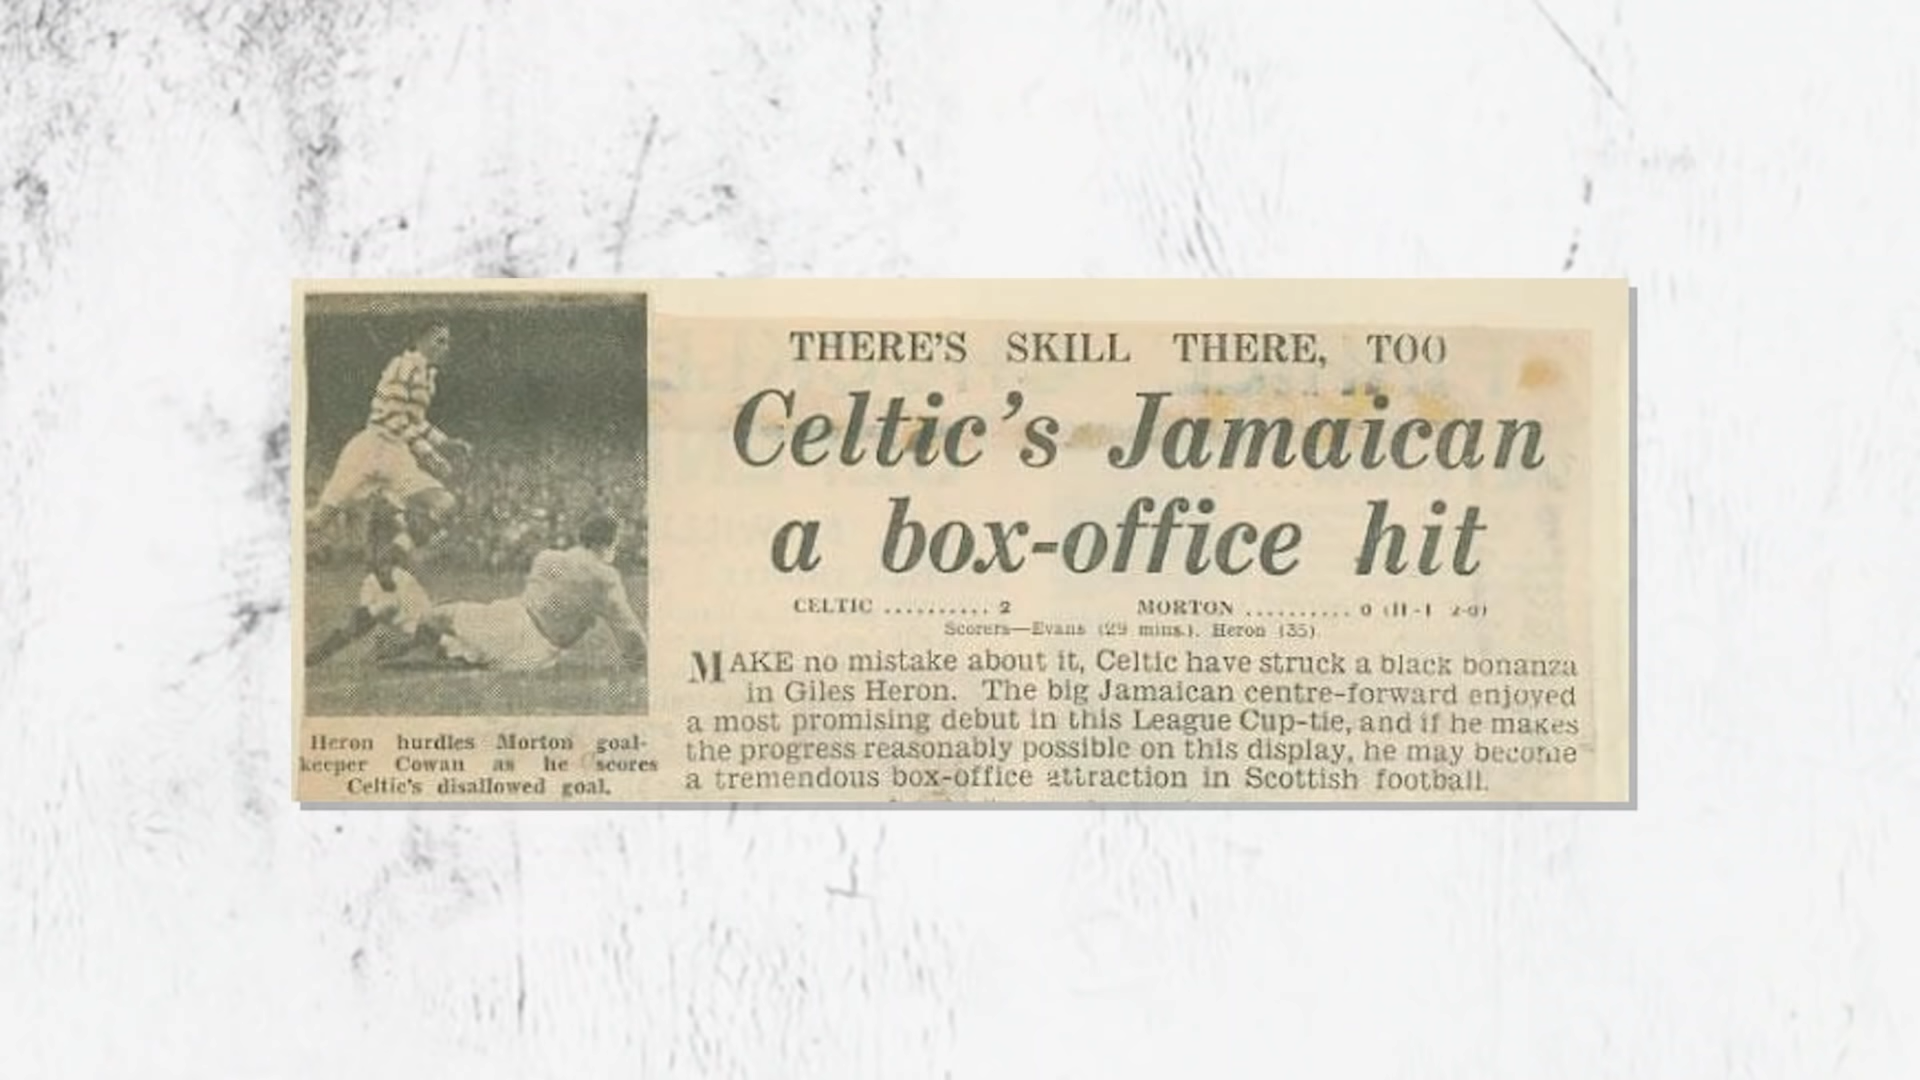 THERE'S SKILL THERE, TOO
Celtic's Jamaican
a box-office hit
CELTIC .......... 2 MORTON .......... 0
Scorers—Evans (29 mins.). Heron (35).
MAKE no mistake about it, Celtic have struck a black bonanza
in Giles Heron. The big Jamaican centre-forward enjoyed
a most promising debut in this League Cup-tie, and if he makes
the progress reasonably possible on this display, he may become
a tremendous box-office attraction in Scottish football.
Heron hurdles Morton goal-
keeper Cowan as he scores
Celtic's disallowed goal.